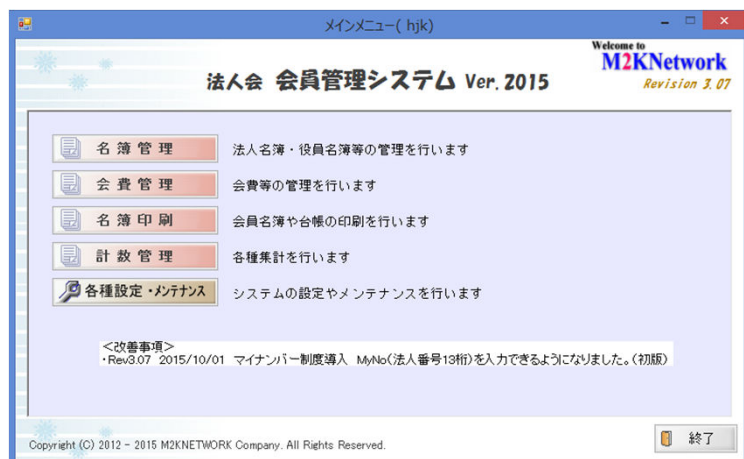 メインメニュー( hjk)
Welcome to
M2KNetwork
法人会 会員管理システム Ver.2015
Revision 3.07
名簿管理 法人名簿・役員名簿等の管理を行います
会費管理 会費等の管理を行います
名簿印刷 会員名簿や台帳の印刷を行います
計数管理 各種集計を行います
各種設定・メンテナンス システムの設定やメンテナンスを行います
<改善事項>
・Rev3.07 2015/10/01 マイナンバー制度導入 MyNo(法人番号13桁)を入力できるようになりました。(初版)
Copyright (C) 2012 - 2015 M2KNETWORK Company. All Rights Reserved.
終了